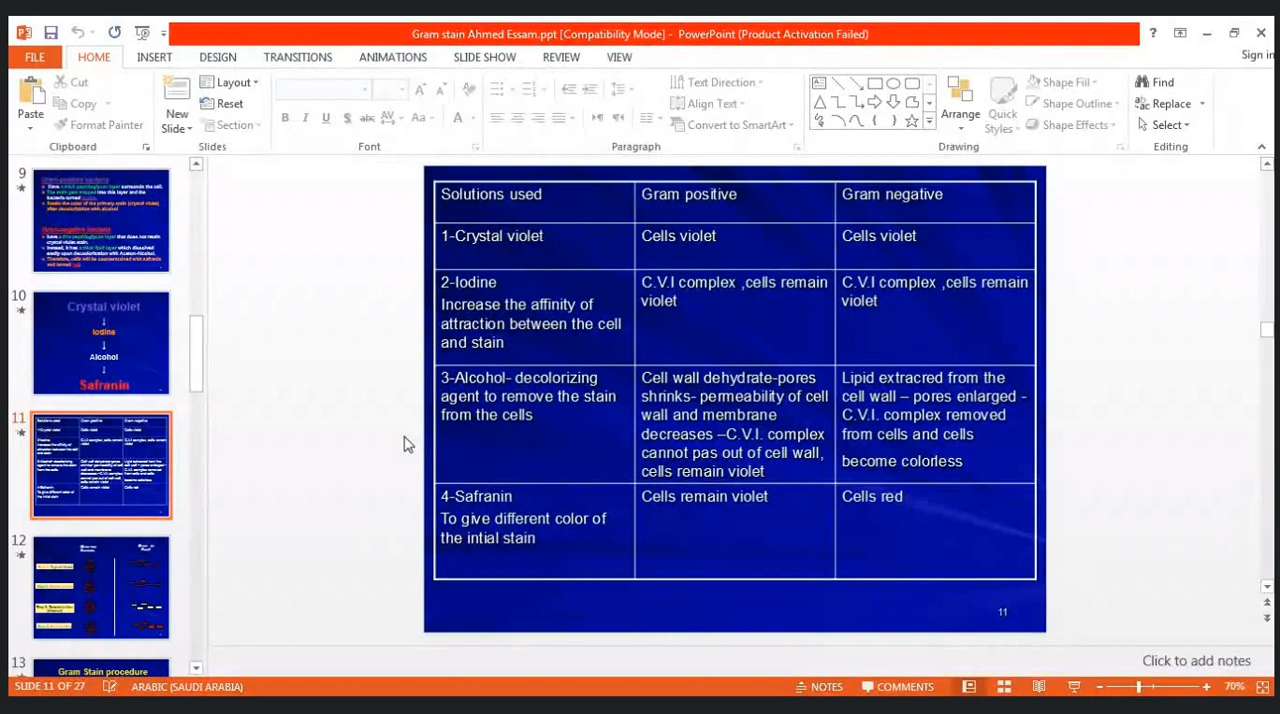 Gram stain Ahmed Essam.ppt [Compatibility Mode] - PowerPoint (Product Activation Failed)
FILE HOME INSERT DESIGN TRANSITIONS ANIMATIONS SLIDE SHOW REVIEW VIEW
Sign in
Paste
Cut
Copy
Format Painter
Clipboard
New Slide
Layout
Reset
Section
Slides
B I U S abc AV Aa A
Font
Text Direction
Align Text
Convert to SmartArt
Paragraph
Arrange
Quick Styles
Shape Fill
Shape Outline
Shape Effects
Drawing
Find
Replace
Select
Editing
9
10
Crystal violet
Iodine
Alcohol
Safranin
11
12
13
Gram Stain procedure
Solutions used
Gram positive
Gram negative
1-Crystal violet
Cells violet
Cells violet
2-Iodine
Increase the affinity of
attraction between the cell
and stain
C.V.I complex ,cells remain
violet
C.V.I complex ,cells remain
violet
3-Alcohol- decolorizing
agent to remove the stain
from the cells
Cell wall dehydrate-pores
shrinks- permeability of cell
wall and membrane
decreases –C.V.I. complex
cannot pas out of cell wall,
cells remain violet
Lipid extracred from the
cell wall – pores enlarged -
C.V.I. complex removed
from cells and cells
become colorless
4-Safranin
To give different color of
the intial stain
Cells remain violet
Cells red
11
Click to add notes
SLIDE 11 OF 27 ARABIC (SAUDI ARABIA) NOTES COMMENTS 70%